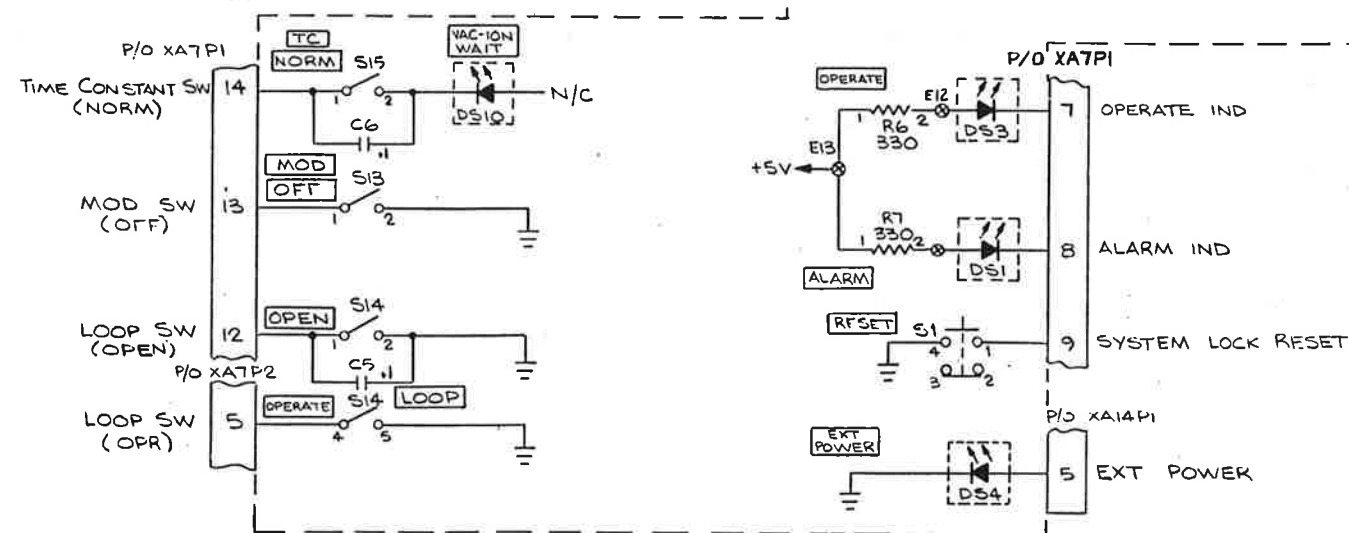 P/O XA7P1
TIME CONSTANT SW
(NORM)
14
TC
NORM
S15
1 2
C6
.1
VAC-ION
WAIT
DS10
N/C
MOD SW
(OFF)
13
MOD
OFF
S13
1 2
LOOP SW
(OPEN)
12
OPEN
S14
1 2
C5
.1
P/O XA7P2
LOOP SW
(OPR)
5
OPERATE
S14
LOOP
4 5
P/O XA7P1
OPERATE
E12
1 2
R6
330
DS3
7
OPERATE IND
E13
+5V
R7
330
1 2
DS1
8
ALARM IND
ALARM
RESET
S1
4 1
3 2
9
SYSTEM LOCK RESET
P/O XA14P1
EXT
POWER
DS4
5
EXT POWER